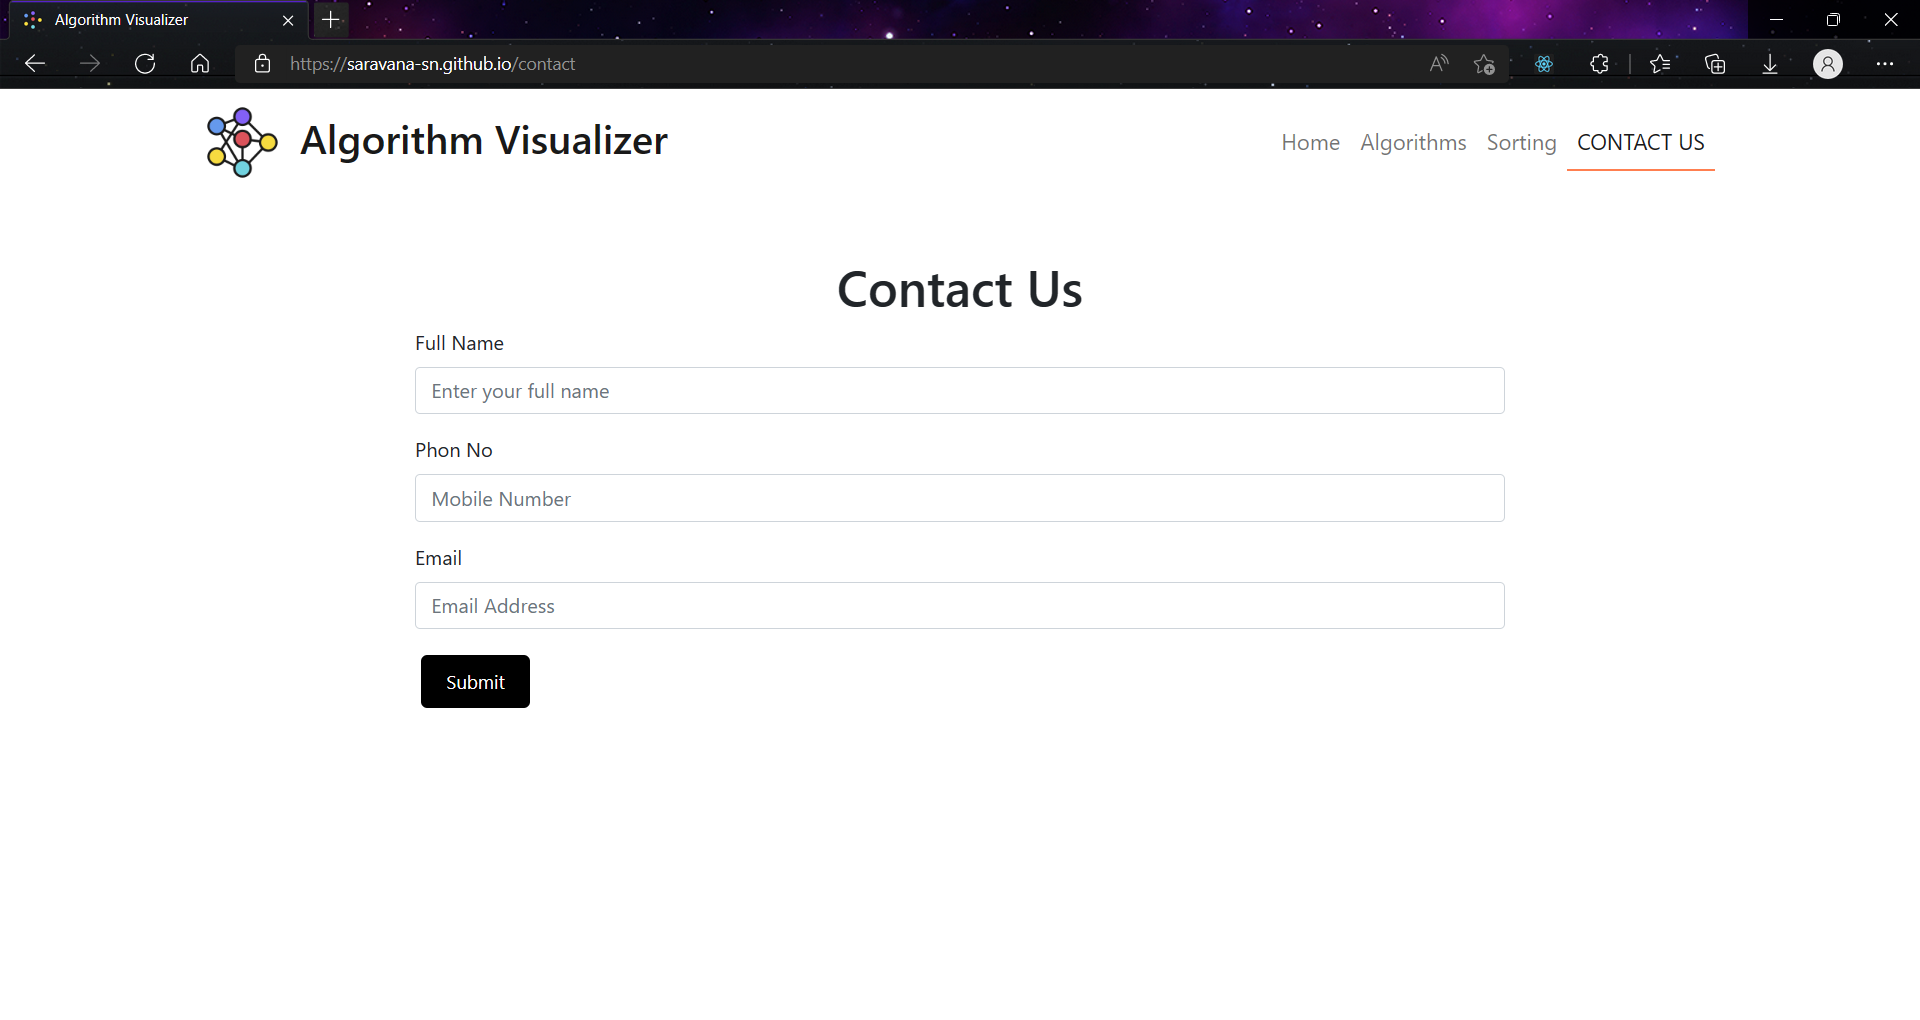 Algorithm Visualizer
https://saravana-sn.github.io/contact
Algorithm Visualizer
Home Algorithms Sorting CONTACT US
Contact Us
Full Name
Enter your full name
Phon No
Mobile Number
Email
Email Address
Submit